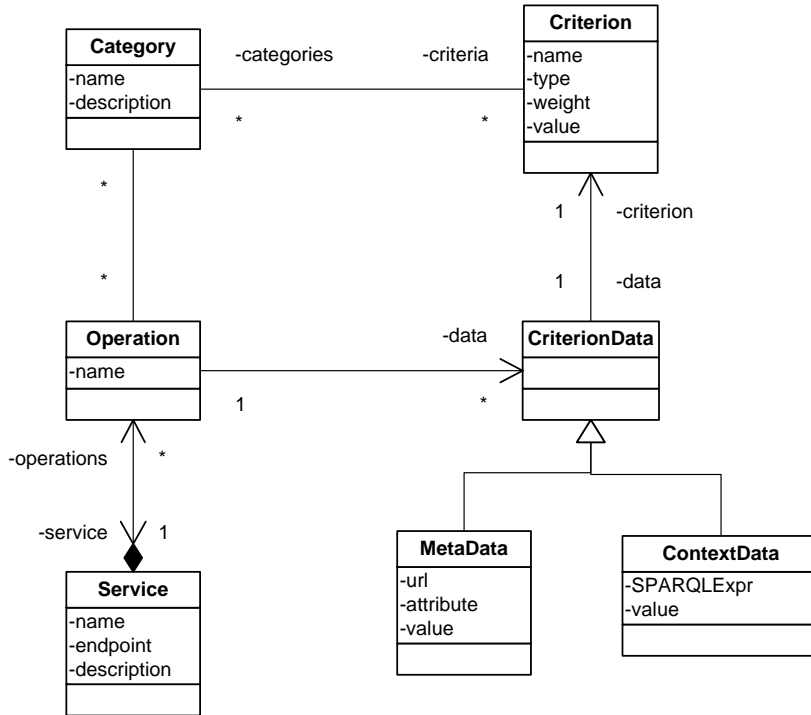 Category
-name
-description
-categories
-criteria
*
*
Criterion
-name
-type
-weight
-value
*
*
1
-criterion
1
-data
Operation
-name
-data
1
*
CriterionData
-operations
*
-service
1
Service
-name
-endpoint
-description
MetaData
-url
-attribute
-value
ContextData
-SPARQLExpr
-value